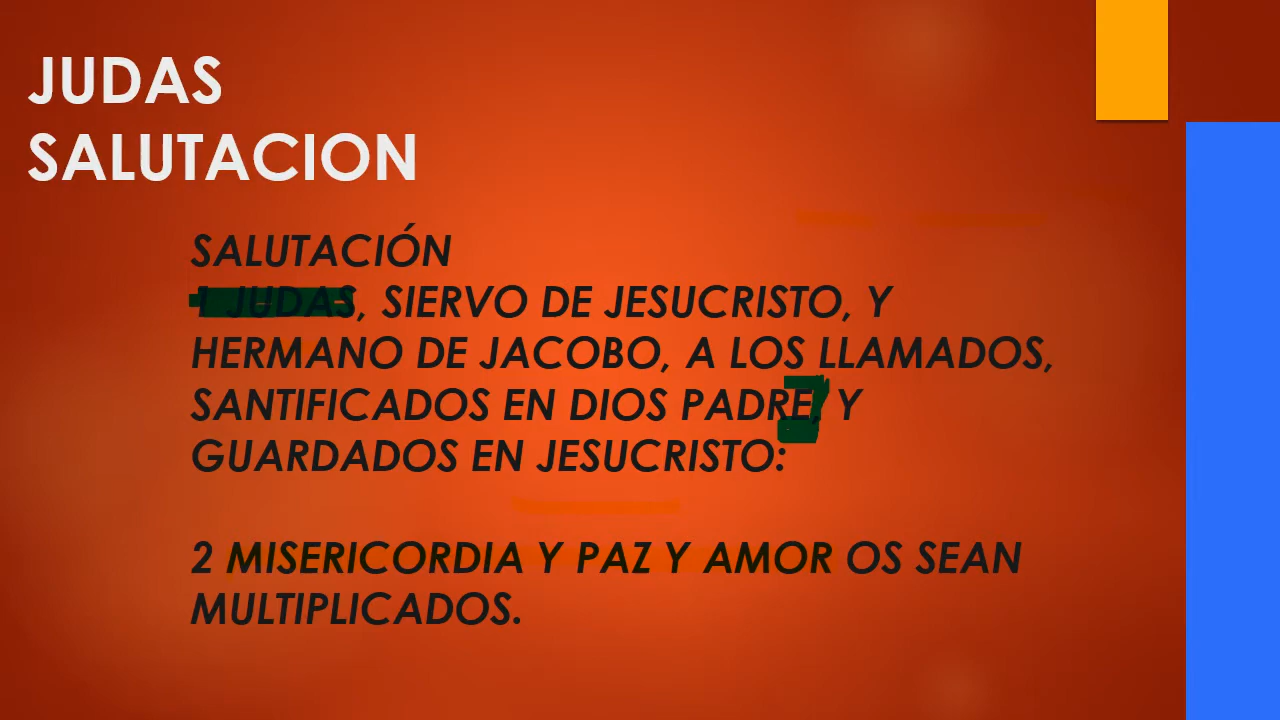 JUDAS
SALUTACION
SALUTACIÓN
1 JUDAS, SIERVO DE JESUCRISTO, Y
HERMANO DE JACOBO, A LOS LLAMADOS,
SANTIFICADOS EN DIOS PADRE, Y
GUARDADOS EN JESUCRISTO:
2 MISERICORDIA Y PAZ Y AMOR OS SEAN
MULTIPLICADOS.